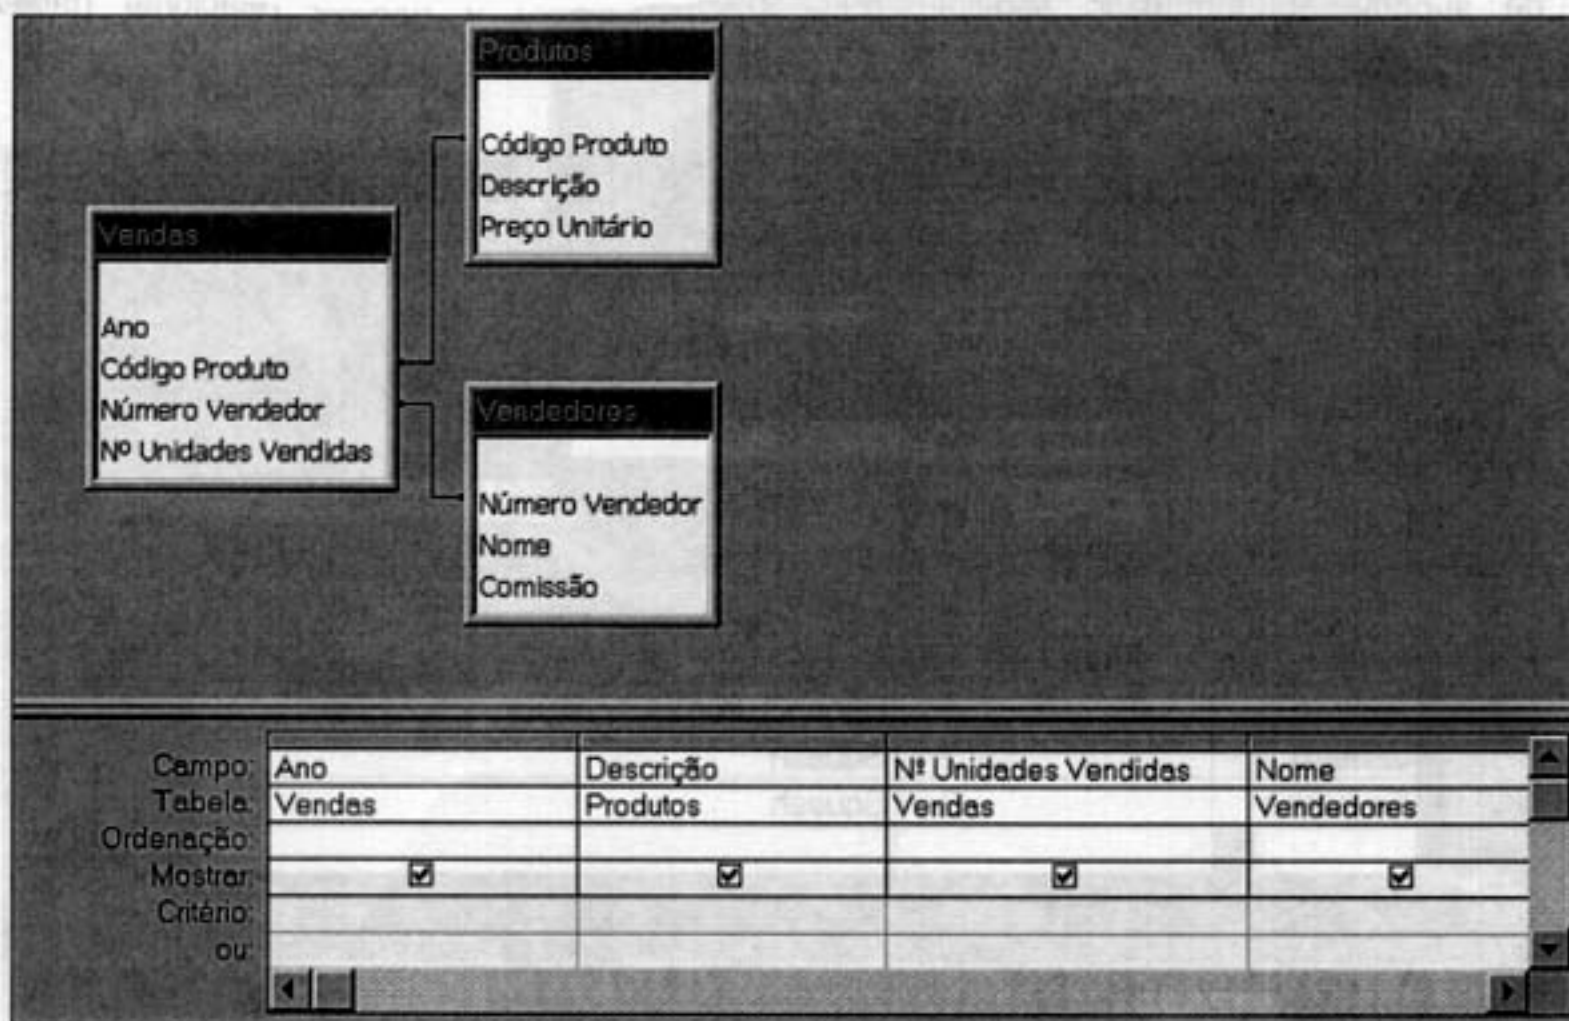 Produtos
Código Produto
Descrição
Preço Unitário
Vendas
Ano
Código Produto
Número Vendedor
Nº Unidades Vendidas
Vendedores
Número Vendedor
Nome
Comissão
Campo: Ano Descrição Nº Unidades Vendidas Nome
Tabela: Vendas Produtos Vendas Vendedores
Ordenação:
Mostrar:
Critério:
ou: